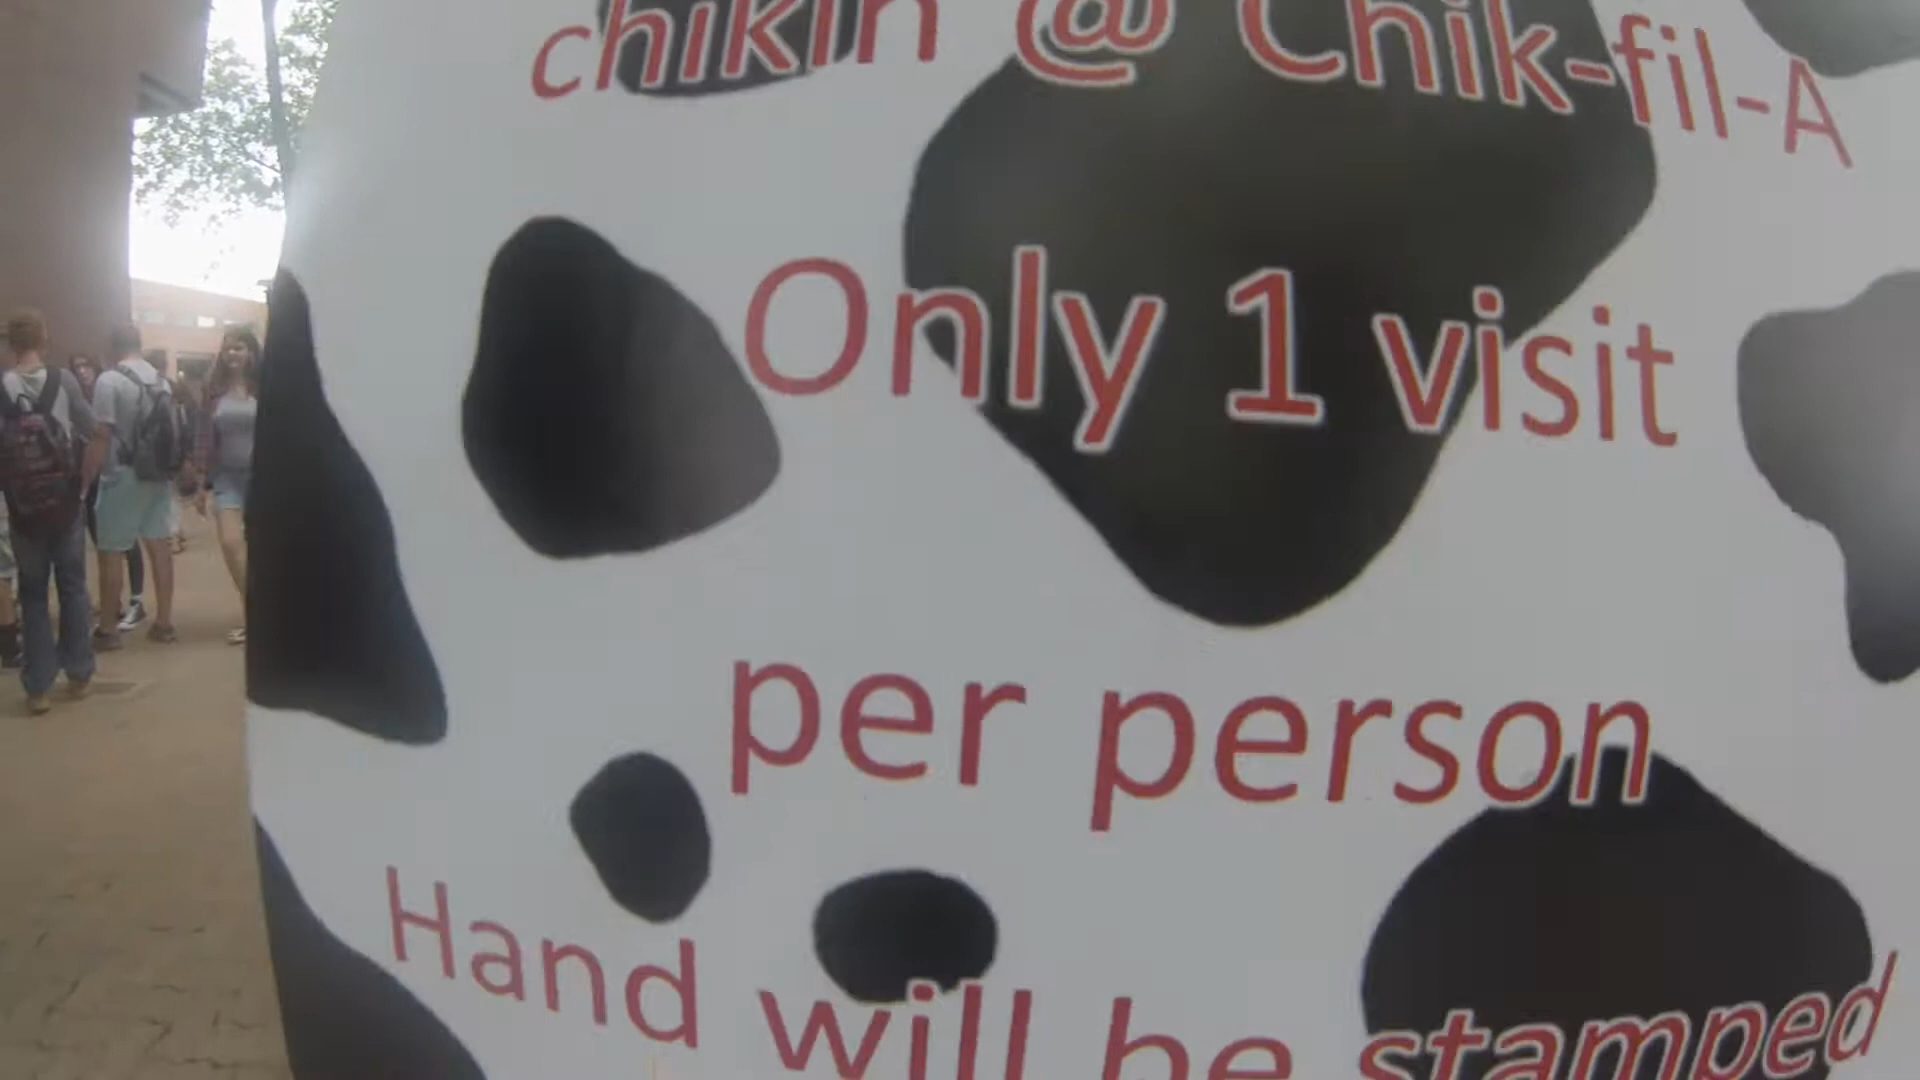 chikin @ Chik-fil-A
Only 1 visit
per person
Hand will be stamped